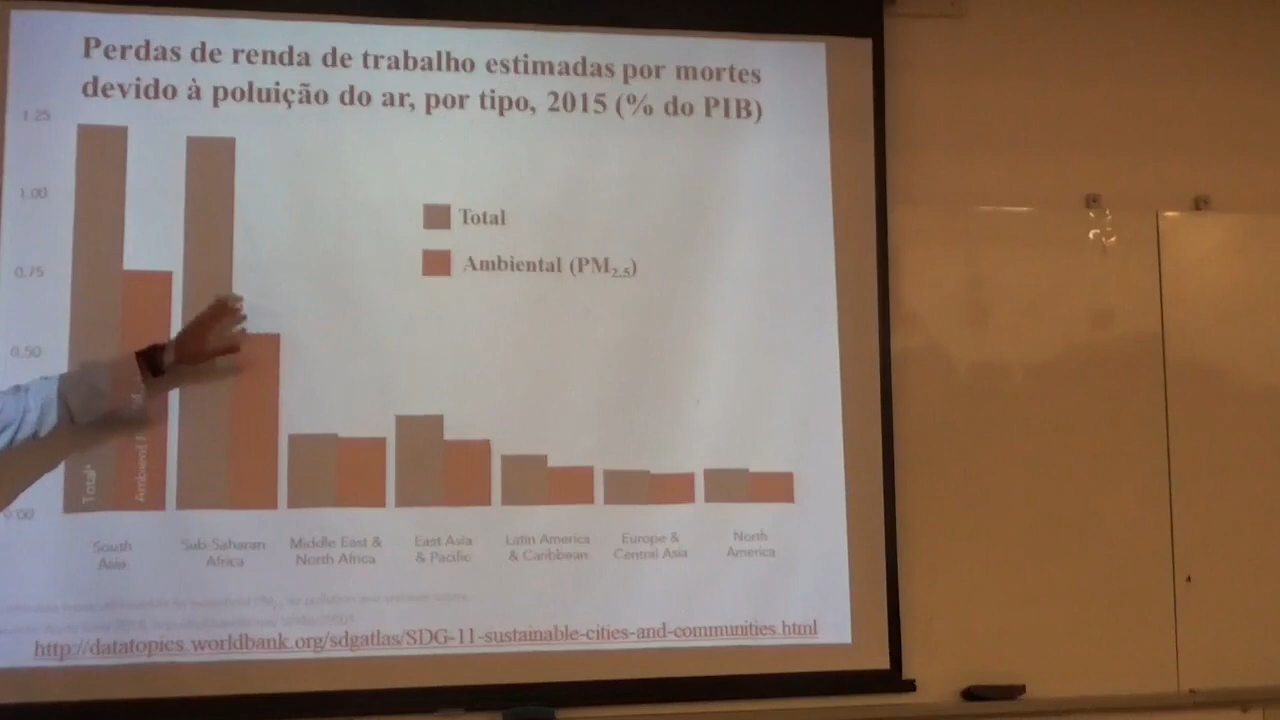 Perdas de renda de trabalho estimadas por mortes
devido à poluição do ar, por tipo, 2015 (% do PIB)
1.25
1.00
0.75
0.50
0.00
Total
Ambiental (PM2.5)
Total*
Ambient
South
Asia
Sub-Saharan
Africa
Middle East &
North Africa
East Asia
& Pacific
Latin America
& Caribbean
Europe &
Central Asia
North
America
http://datatopics.worldbank.org/sdgatlas/SDG-11-sustainable-cities-and-communities.html